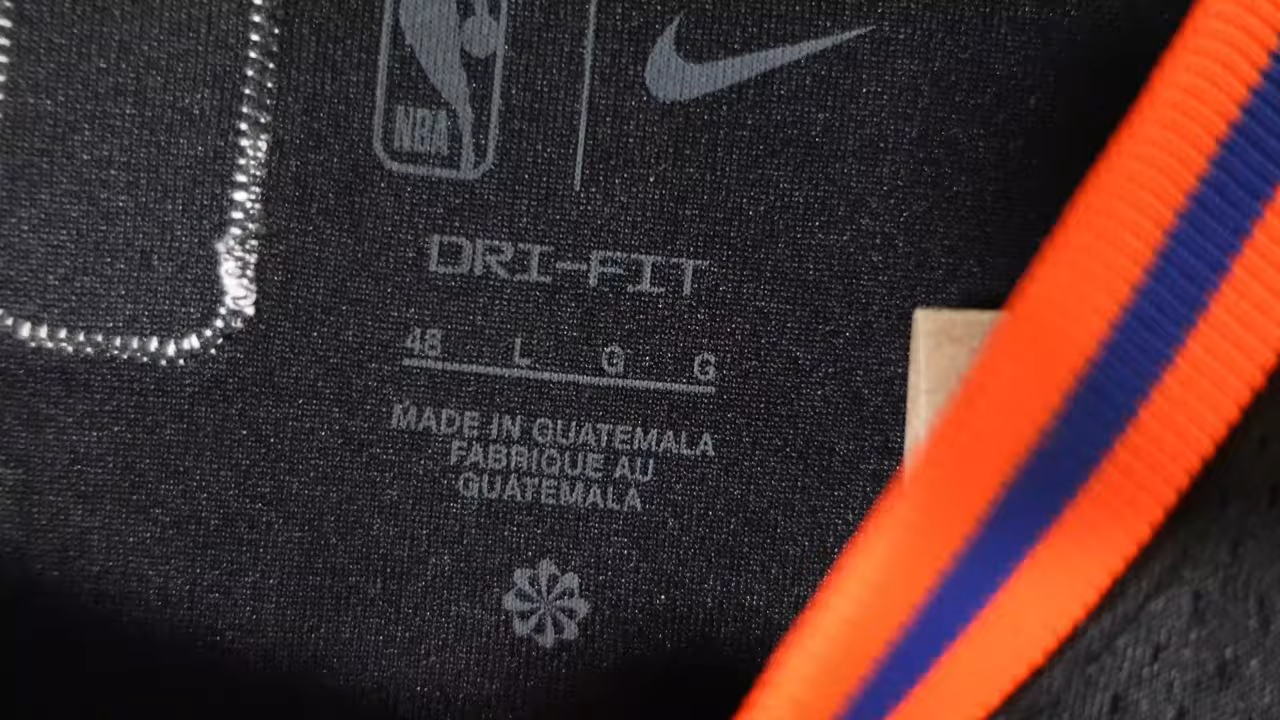 NBA
DRI-FIT
48 L G G
MADE IN GUATEMALA
FABRIQUE AU
GUATEMALA